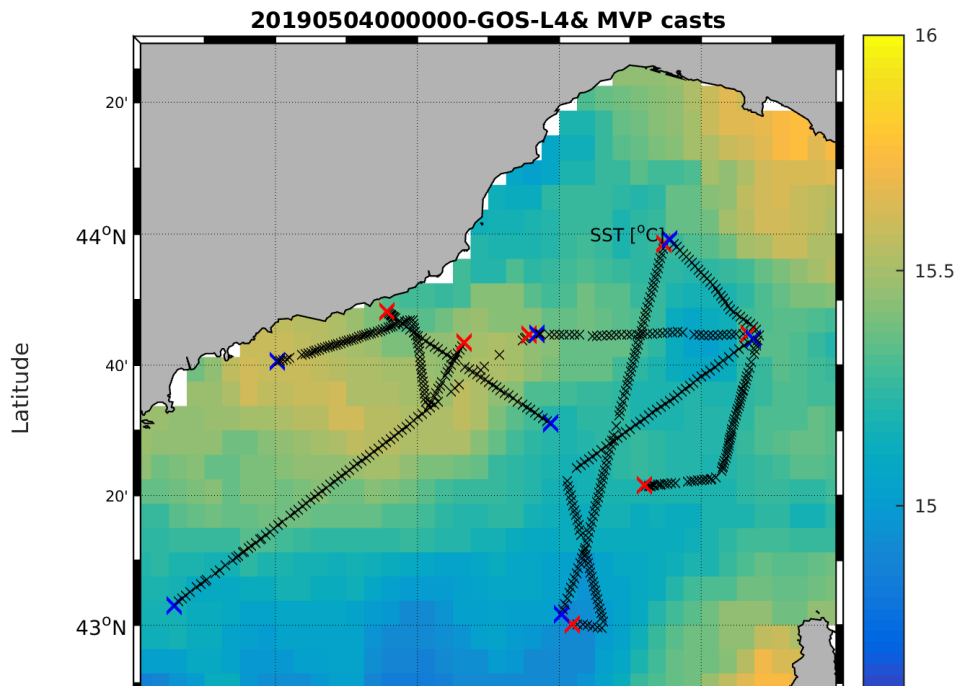 20190504000000-GOS-L4& MVP casts
16
20'
SST [°C]
44°N
15.5
Latitude
40'
20'
15
43°N